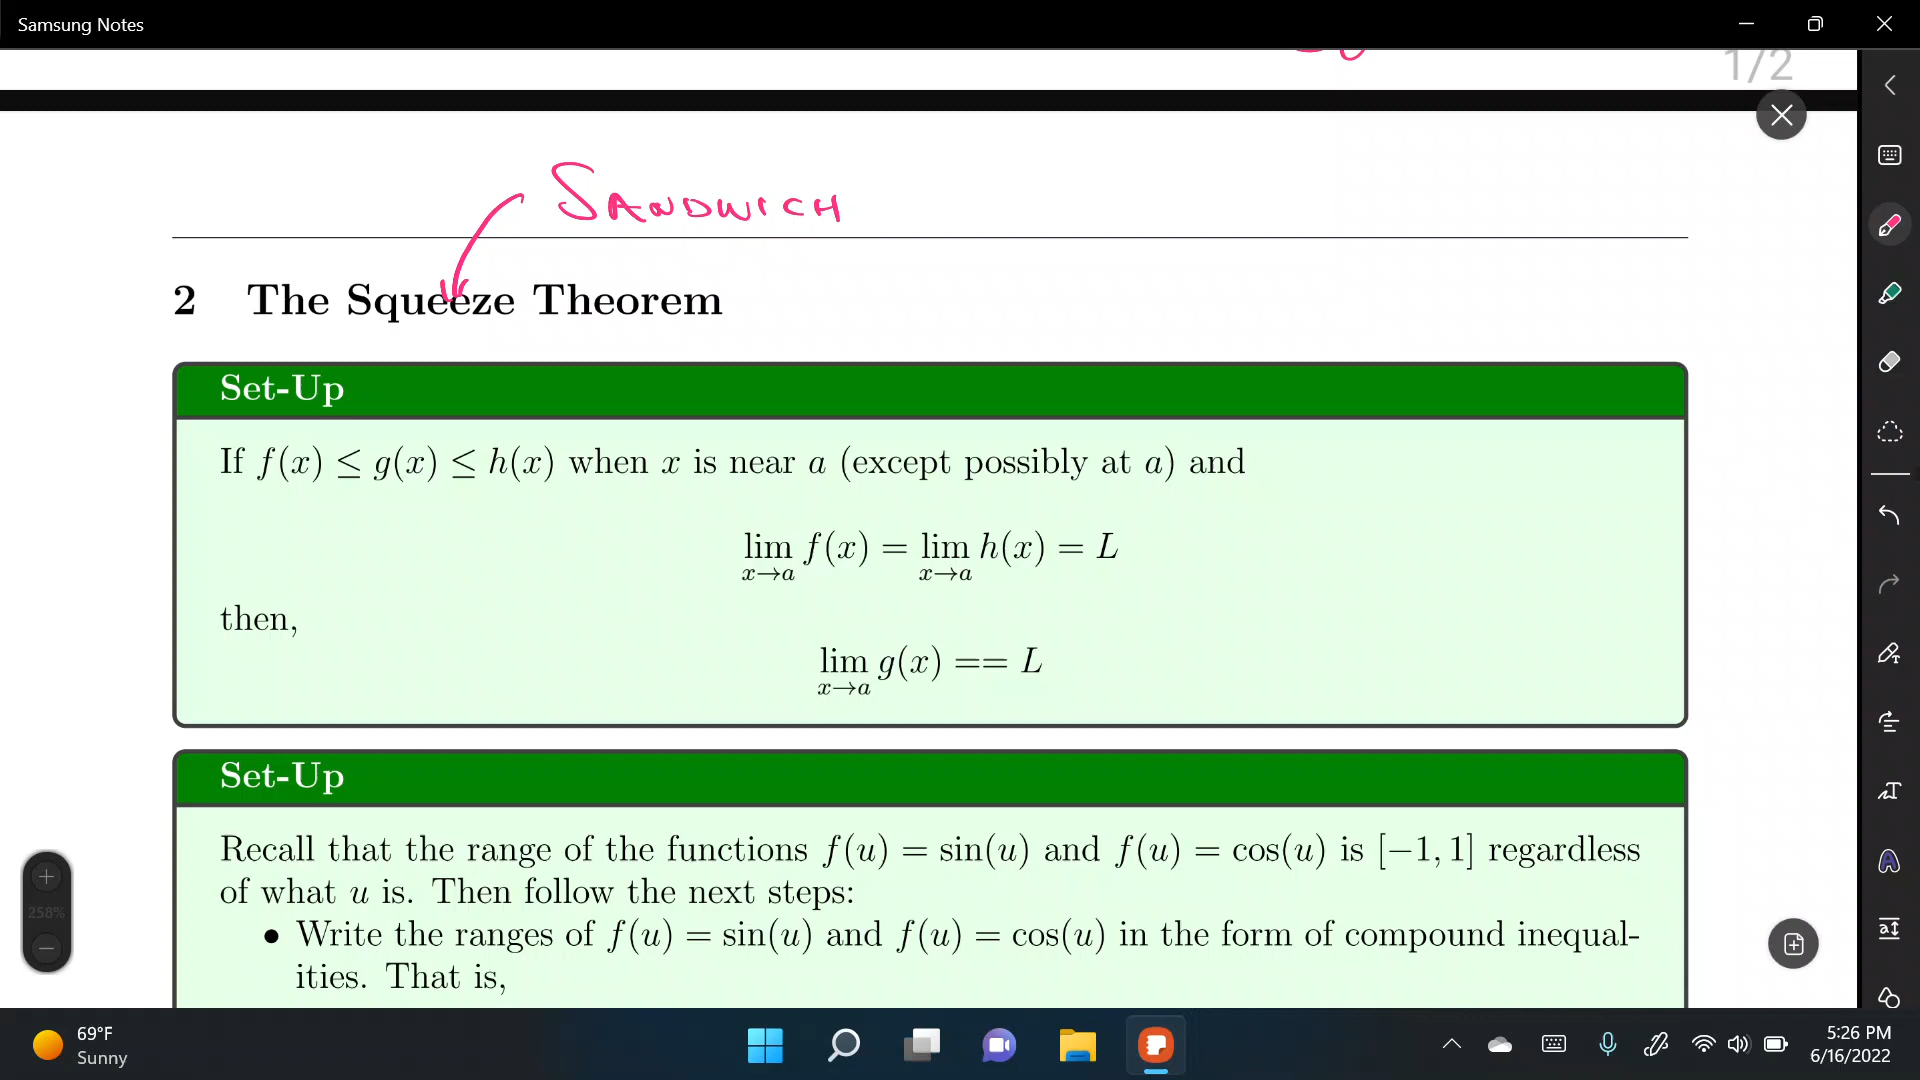 Samsung Notes
1/2
SANDWICH
2 The Squeeze Theorem
Set-Up
If f(x) ≤ g(x) ≤ h(x) when x is near a (except possibly at a) and
lim x→a f(x) = lim x→a h(x) = L
then,
lim x→a g(x) == L
Set-Up
Recall that the range of the functions f(u) = sin(u) and f(u) = cos(u) is [−1, 1] regardless
of what u is. Then follow the next steps:
• Write the ranges of f(u) = sin(u) and f(u) = cos(u) in the form of compound inequal-
ities. That is,
258%
69°F
Sunny
5:26 PM
6/16/2022